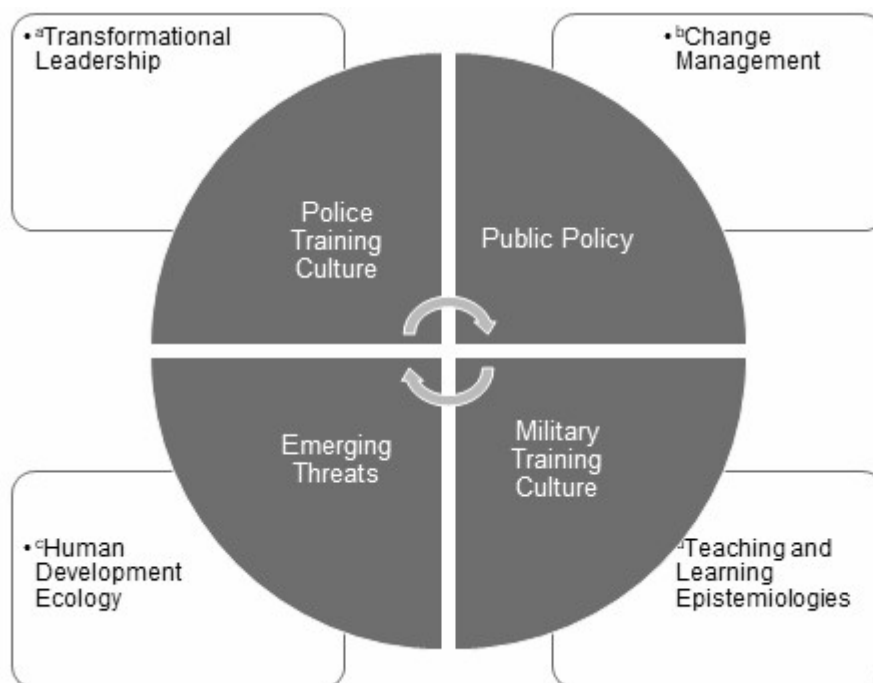 •ᵃTransformational
Leadership
•ᵇChange
Management
Police
Training
Culture
Public Policy
Emerging
Threats
Military
Training
Culture
•ᶜHuman
Development
Ecology
Teaching and
Learning
Epistemiologies